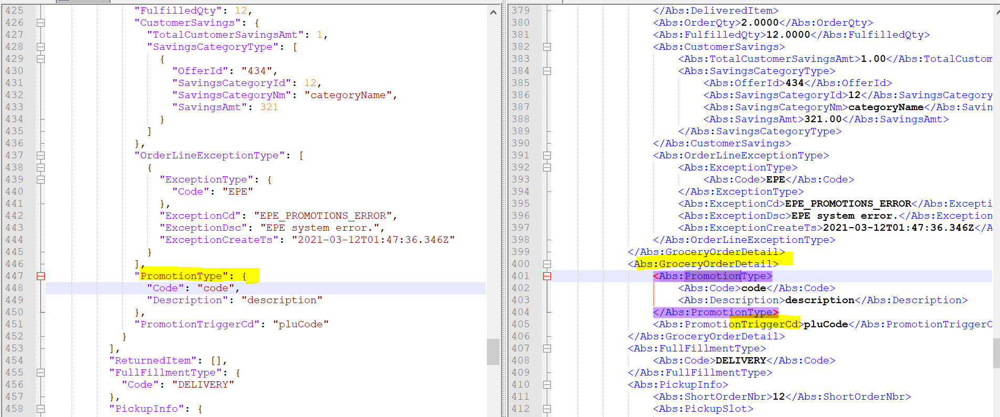 425 "FulfilledQty": 12,
426 "CustomerSavings": {
427 "TotalCustomerSavingsAmt": 1,
428 "SavingsCategoryType": [
429 {
430 "OfferId": "434",
431 "SavingsCategoryId": 12,
432 "SavingsCategoryNm": "categoryName",
433 "SavingsAmt": 321
434 }
435 ]
436 },
437 "OrderLineExceptionType": [
438 {
439 "ExceptionType": {
440 "Code": "EPE"
441 },
442 "ExceptionCd": "EPE_PROMOTIONS_ERROR",
443 "ExceptionDsc": "EPE system error.",
444 "ExceptionCreateTs": "2021-03-12T01:47:36.346Z"
445 }
446 ],
447 "PromotionType": {
448 "Code": "code",
449 "Description": "description"
450 },
451 "PromotionTriggerCd": "pluCode"
452 }
453 ],
454 "ReturnedItem": [],
455 "FullFillmentType": {
456 "Code": "DELIVERY"
457 },
458 "PickupInfo": {
379 </Abs:DeliveredItem>
380 <Abs:OrderQty>2.0000</Abs:OrderQty>
381 <Abs:FulfilledQty>12.0000</Abs:FulfilledQty>
382 <Abs:CustomerSavings>
383 <Abs:TotalCustomerSavingsAmt>1.00</Abs:TotalCustom
384 <Abs:SavingsCategoryType>
385 <Abs:OfferId>434</Abs:OfferId>
386 <Abs:SavingsCategoryId>12</Abs:SavingsCategory
387 <Abs:SavingsCategoryNm>categoryName</Abs:Savin
388 <Abs:SavingsAmt>321.00</Abs:SavingsAmt>
389 </Abs:SavingsCategoryType>
390 </Abs:CustomerSavings>
391 <Abs:OrderLineExceptionType>
392 <Abs:ExceptionType>
393 <Abs:Code>EPE</Abs:Code>
394 </Abs:ExceptionType>
395 <Abs:ExceptionCd>EPE_PROMOTIONS_ERROR</Abs:Excepti
396 <Abs:ExceptionDsc>EPE system error.</Abs:Exception
397 <Abs:ExceptionCreateTs>2021-03-12T01:47:36.346Z</A
398 </Abs:OrderLineExceptionType>
399 </Abs:GroceryOrderDetail>
400 <Abs:GroceryOrderDetail>
401 <Abs:PromotionType>
402 <Abs:Code>code</Abs:Code>
403 <Abs:Description>description</Abs:Description>
404 </Abs:PromotionType>
405 <Abs:PromotionTriggerCd>pluCode</Abs:PromotionTriggerC
406 </Abs:GroceryOrderDetail>
407 <Abs:FullFillmentType>
408 <Abs:Code>DELIVERY</Abs:Code>
409 </Abs:FullFillmentType>
410 <Abs:PickupInfo>
411 <Abs:ShortOrderNbr>12</Abs:ShortOrderNbr>
412 <Abs:PickupSlot>